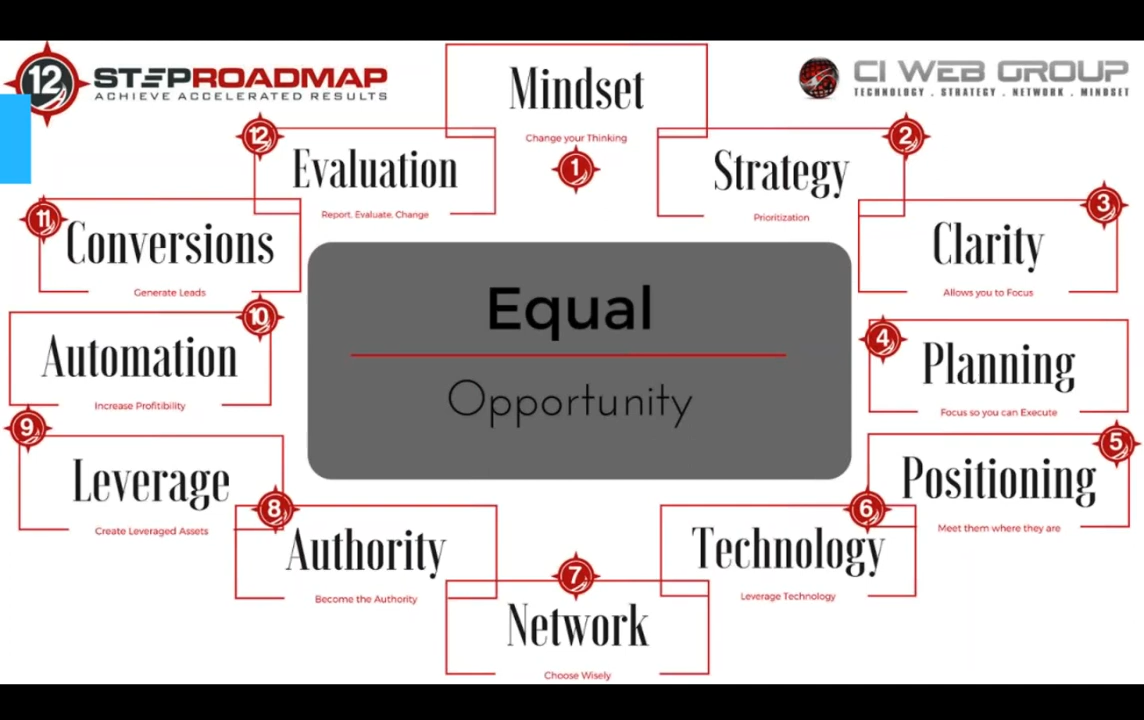 12 STEPROADMAP
ACHIEVE ACCELERATED RESULTS
CI WEB GROUP
TECHNOLOGY . STRATEGY . NETWORK . MINDSET
Mindset
Change your Thinking
1
2
Strategy
Prioritization
3
Clarity
Allows you to Focus
4
Planning
Focus so you can Execute
5
Positioning
Meet them where they are
6
Technology
Leverage Technology
7
Network
Choose Wisely
8
Authority
Become the Authority
9
Leverage
Create Leveraged Assets
10
Automation
Increase Profitibility
11
Conversions
Generate Leads
12
Evaluation
Report, Evaluate, Change
Equal
Opportunity